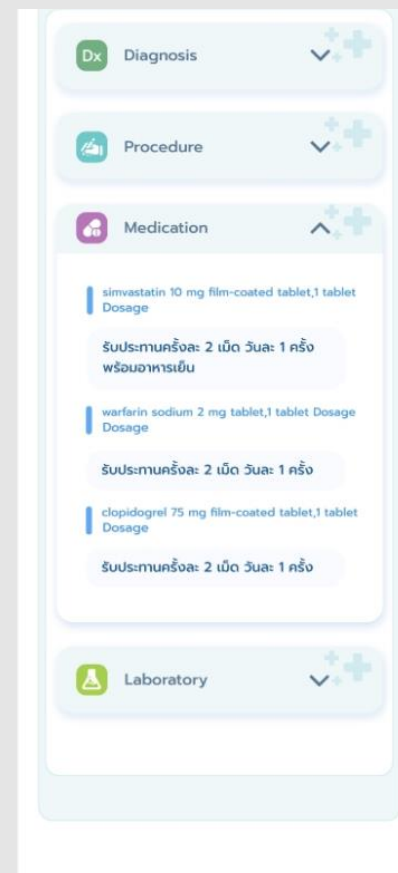 Dx Diagnosis
Procedure
Medication
simvastatin 10 mg film-coated tablet,1 tablet
Dosage
รับประทานครั้งละ 2 เม็ด วันละ 1 ครั้ง
พร้อมอาหารเย็น
warfarin sodium 2 mg tablet,1 tablet Dosage
Dosage
รับประทานครั้งละ 2 เม็ด วันละ 1 ครั้ง
clopidogrel 75 mg film-coated tablet,1 tablet
Dosage
รับประทานครั้งละ 2 เม็ด วันละ 1 ครั้ง
Laboratory